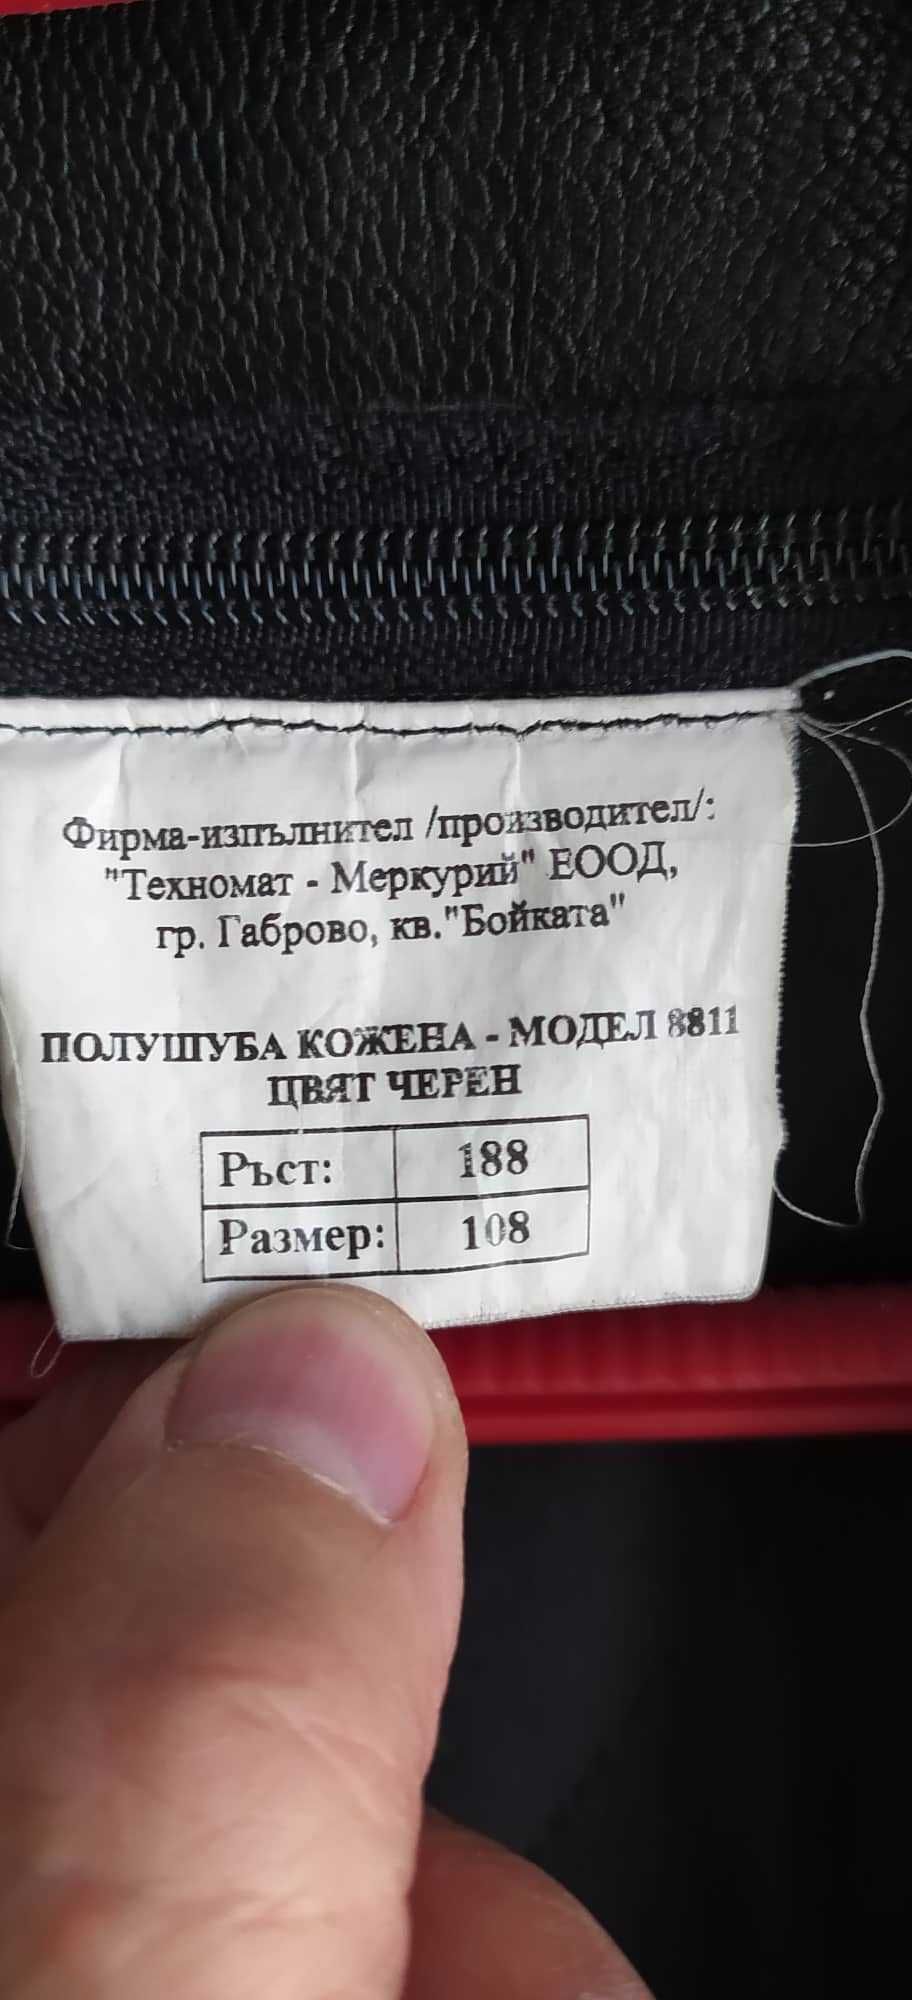 Фирма-изпълнител /производител/:
"Техномат - Меркурий" ЕООД,
гр. Габрово, кв."Бойката"
ПОЛУШУБА КОЖЕНА - МОДЕЛ 8811
ЦВЯТ ЧЕРЕН
Ръст: 188
Размер: 108